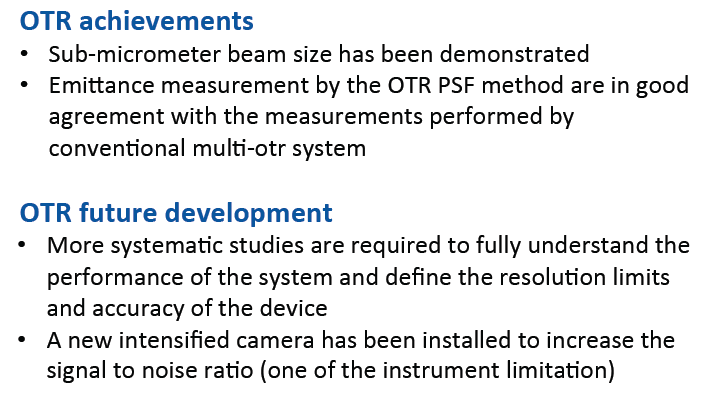 OTR achievements
• Sub-micrometer beam size has been demonstrated
• Emittance measurement by the OTR PSF method are in good
agreement with the measurements performed by
conventional multi-otr system
OTR future development
• More systematic studies are required to fully understand the
performance of the system and define the resolution limits
and accuracy of the device
• A new intensified camera has been installed to increase the
signal to noise ratio (one of the instrument limitation)